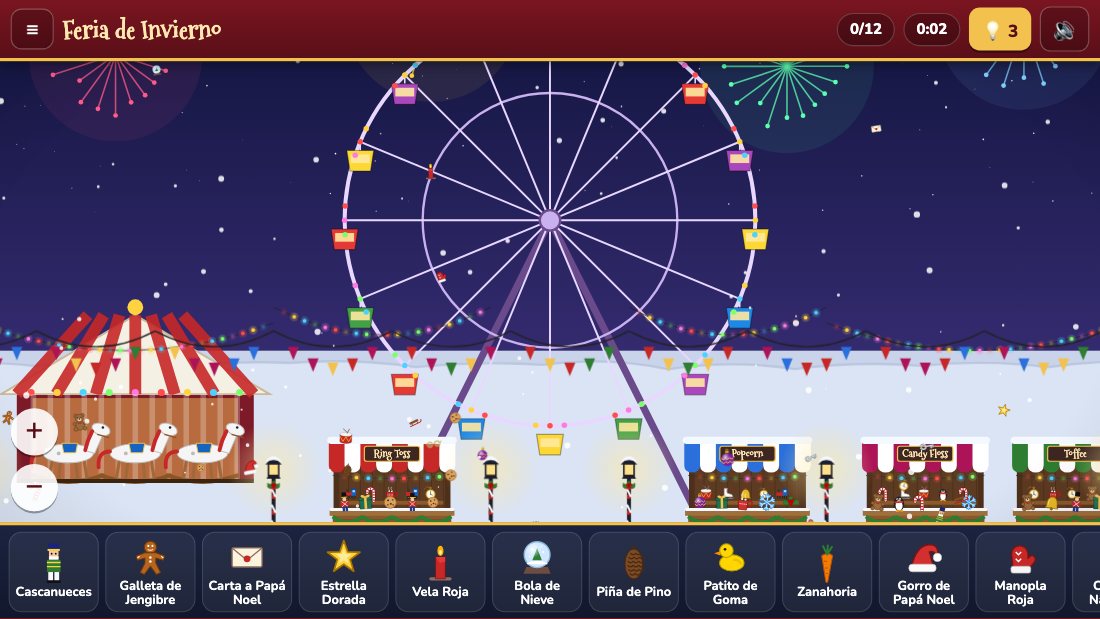 Feria de Invierno
0/12
0:02
3
Ring Toss
Popcorn
Candy Floss
Toffee
+
−
Cascanueces
Galleta de
Jengibre
Carta a Papá
Noel
Estrella
Dorada
Vela Roja
Bola de
Nieve
Piña de Pino
Patito de
Goma
Zanahoria
Gorro de
Papá Noel
Manopla
Roja